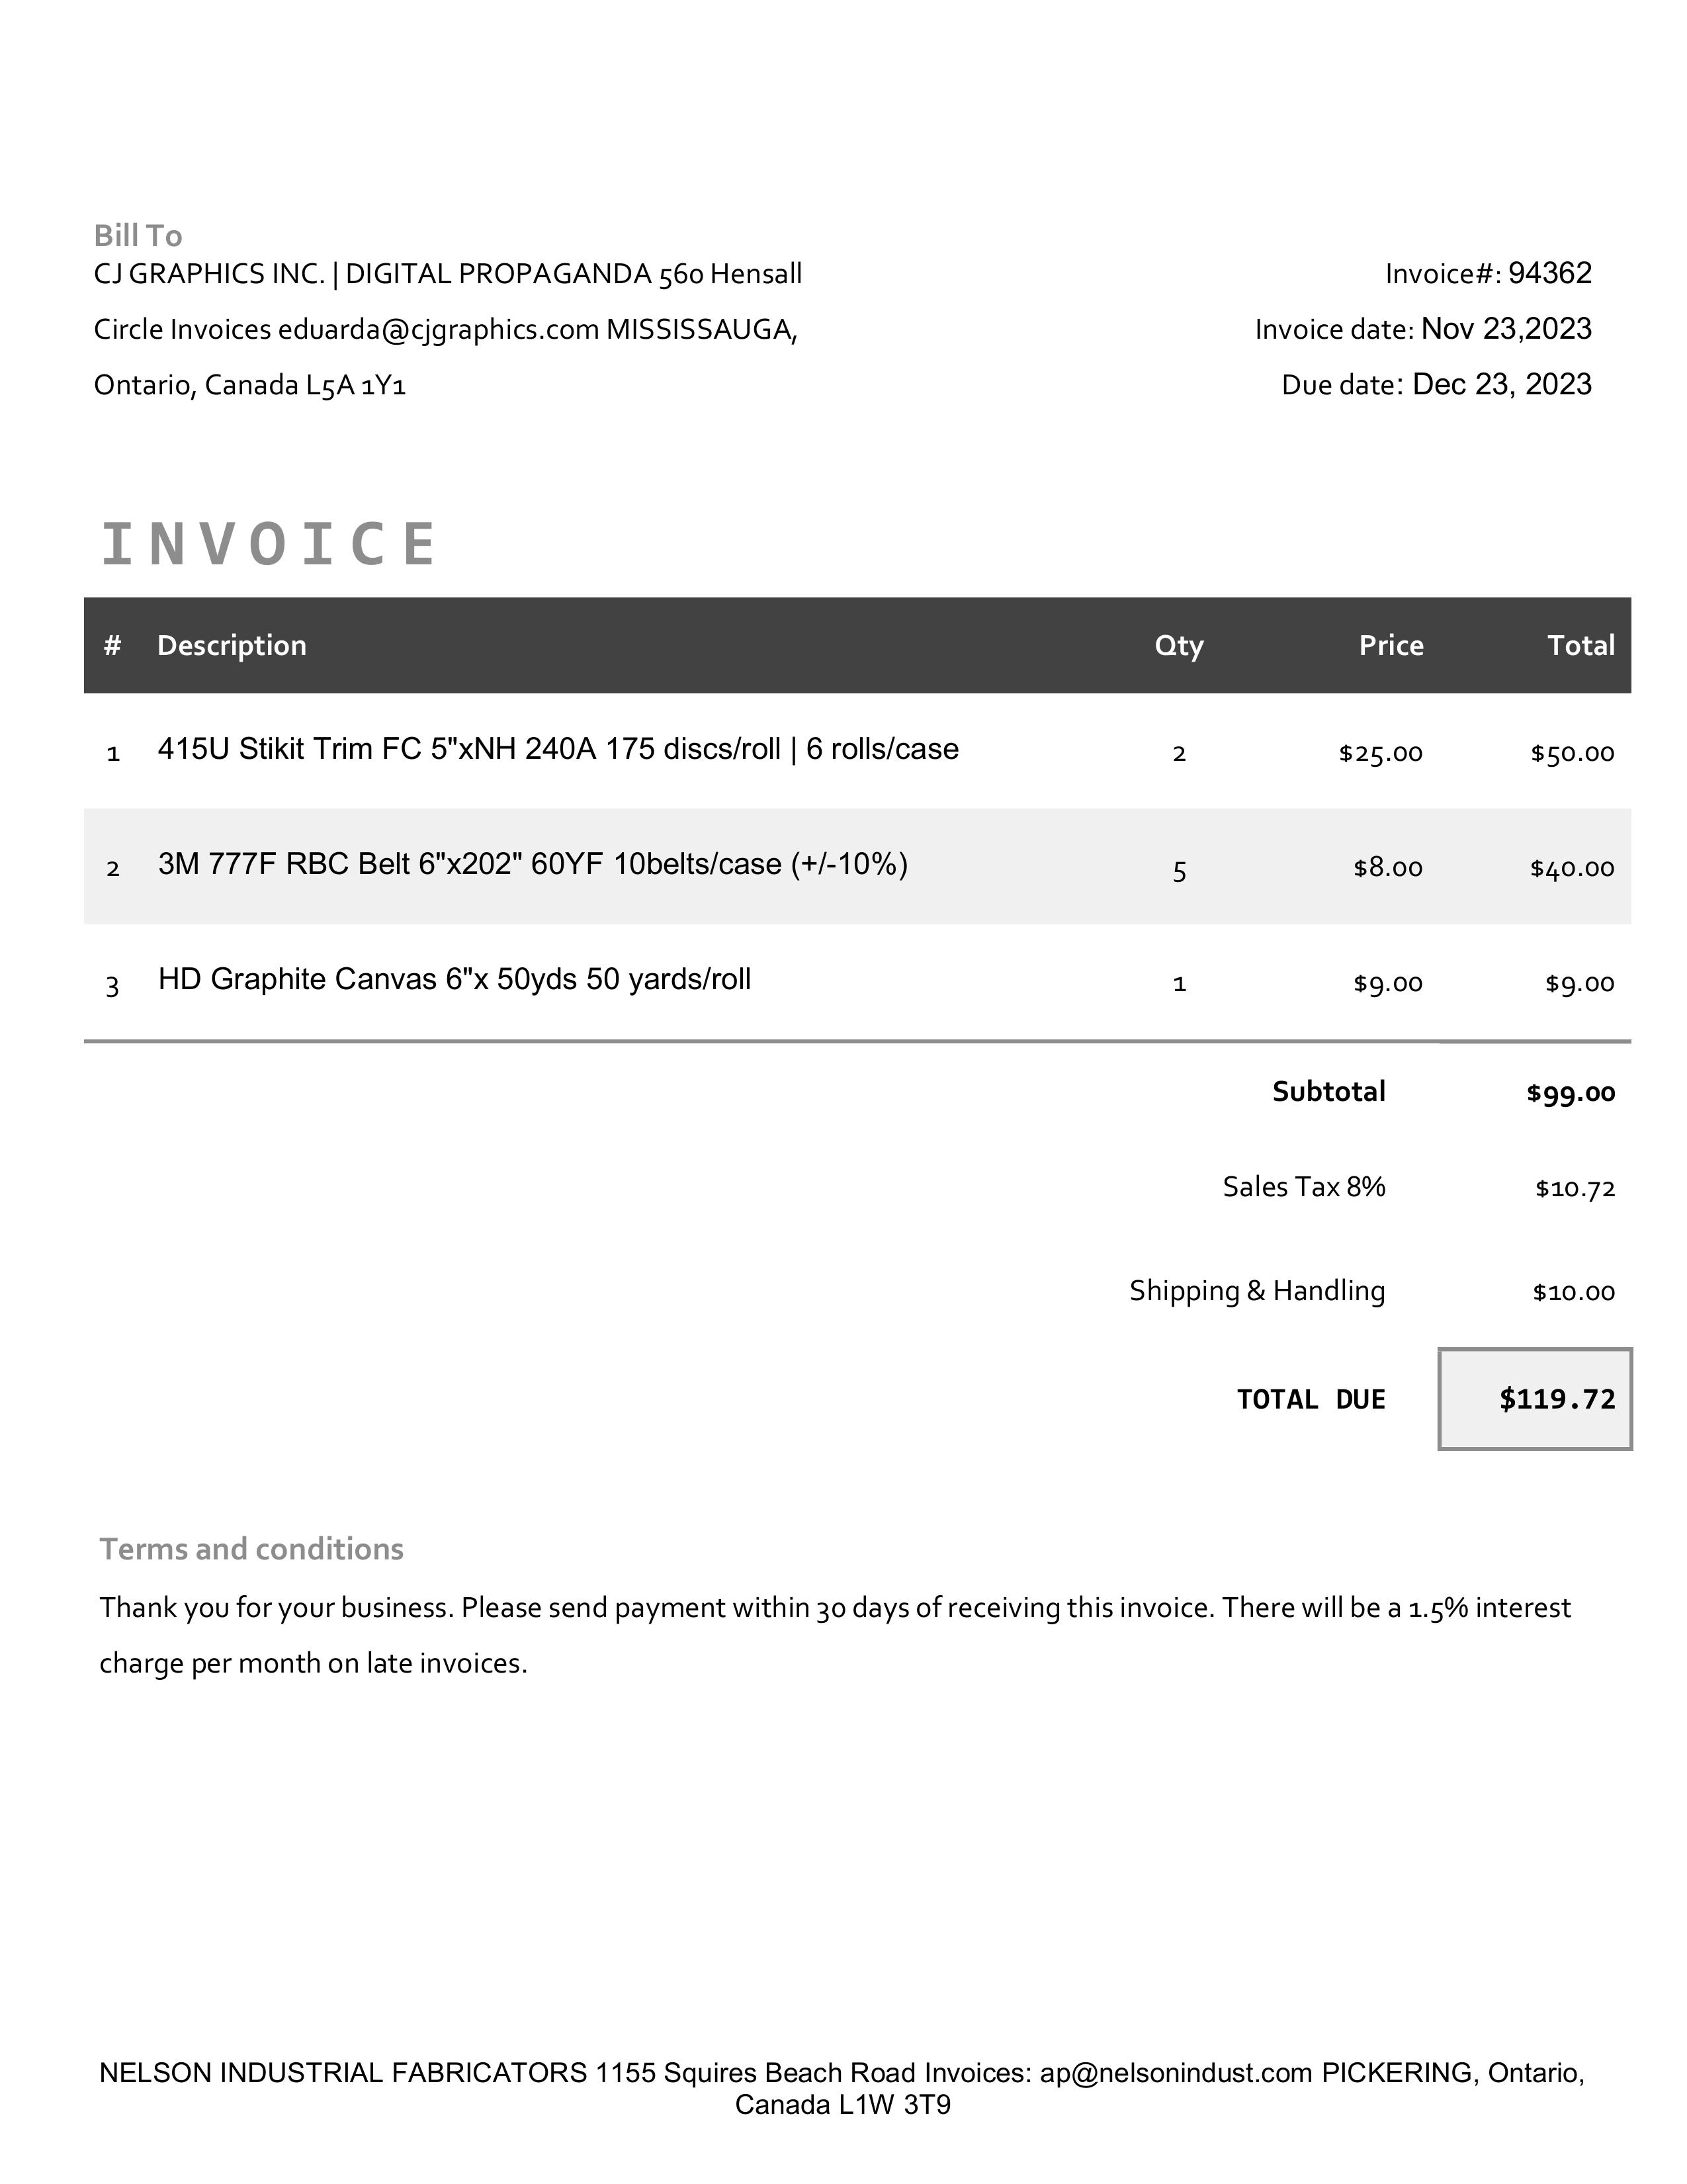 Bill To
CJ GRAPHICS INC. | DIGITAL PROPAGANDA 560 Hensall
Circle Invoices eduarda@cjgraphics.com MISSISSAUGA,
Ontario, Canada L5A 1Y1
Invoice#: 94362
Invoice date: Nov 23,2023
Due date: Dec 23, 2023
INVOICE
# Description Qty Price Total
1 415U Stikit Trim FC 5"xNH 240A 175 discs/roll | 6 rolls/case 2 $25.00 $50.00
2 3M 777F RBC Belt 6"x202" 60YF 10belts/case (+/-10%) 5 $8.00 $40.00
3 HD Graphite Canvas 6"x 50yds 50 yards/roll 1 $9.00 $9.00
Subtotal $99.00
Sales Tax 8% $10.72
Shipping & Handling $10.00
TOTAL DUE $119.72
Terms and conditions
Thank you for your business. Please send payment within 30 days of receiving this invoice. There will be a 1.5% interest
charge per month on late invoices.
NELSON INDUSTRIAL FABRICATORS 1155 Squires Beach Road Invoices: ap@nelsonindust.com PICKERING, Ontario,
Canada L1W 3T9